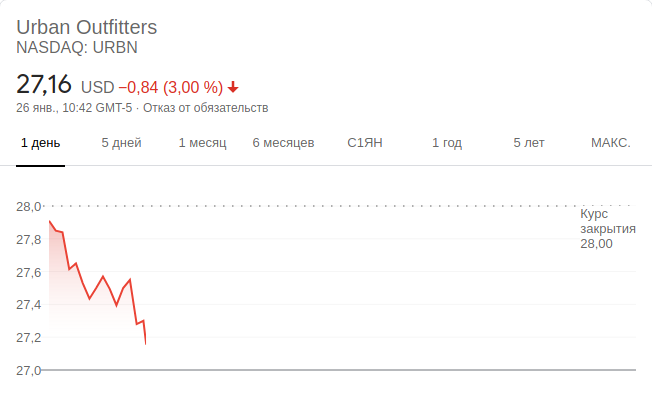 Urban Outfitters
NASDAQ: URBN
27,16 USD −0,84 (3,00 %)
26 янв., 10:42 GMT-5 · Отказ от обязательств
1 день 5 дней 1 месяц 6 месяцев С1ЯН 1 год 5 лет МАКС.
28,0
Курс
закрытия
28,00
27,8
27,6
27,4
27,2
27,0